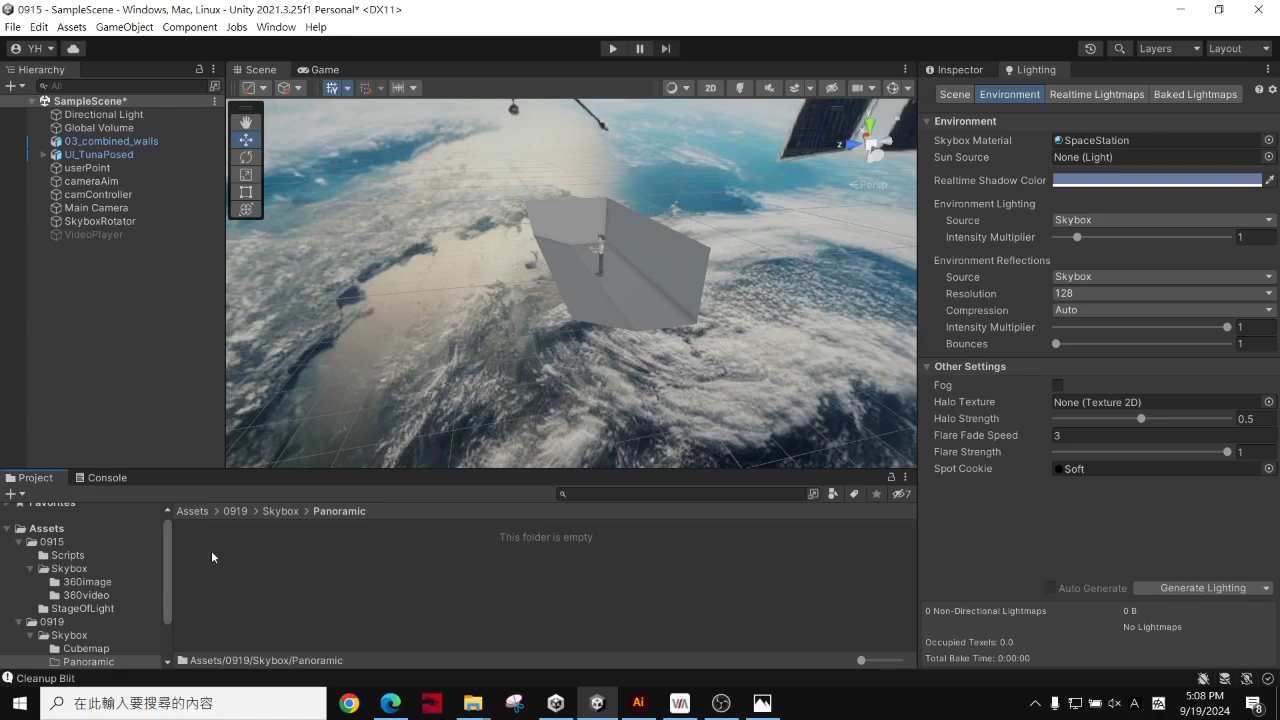 0915 - SampleScene - Windows, Mac, Linux - Unity 2021.3.25f1 Personal* <DX11>
File Edit Assets GameObject Component Jobs Window Help
YH
Layers
Layout
Hierarchy
All
SampleScene*
Directional Light
Global Volume
03_combined_walls
UI_TunaPosed
userPoint
cameraAim
camController
Main Camera
SkyboxRotator
VideoPlayer
Scene
Game
2D
y
z
Persp
Inspector
Lighting
Scene
Environment
Realtime Lightmaps
Baked Lightmaps
Environment
Skybox Material
SpaceStation
Sun Source
None (Light)
Realtime Shadow Color
Environment Lighting
Source
Skybox
Intensity Multiplier
1
Environment Reflections
Source
Skybox
Resolution
128
Compression
Auto
Intensity Multiplier
1
Bounces
1
Other Settings
Fog
Halo Texture
None (Texture 2D)
Halo Strength
0.5
Flare Fade Speed
3
Flare Strength
1
Spot Cookie
Soft
Auto Generate
Generate Lighting
0 Non-Directional Lightmaps
0 B
No Lightmaps
Occupied Texels: 0.0
Total Bake Time: 0:00:00
Project
Console
7
Favorites
Assets
0915
Scripts
Skybox
360image
360video
StageOfLight
0919
Skybox
Cubemap
Panoramic
Assets > 0919 > Skybox > Panoramic
This folder is empty
Assets/0919/Skybox/Panoramic
Cleanup Blit
在這裡輸入文字來搜尋的內容
5:08 PM
9/19/2024
8